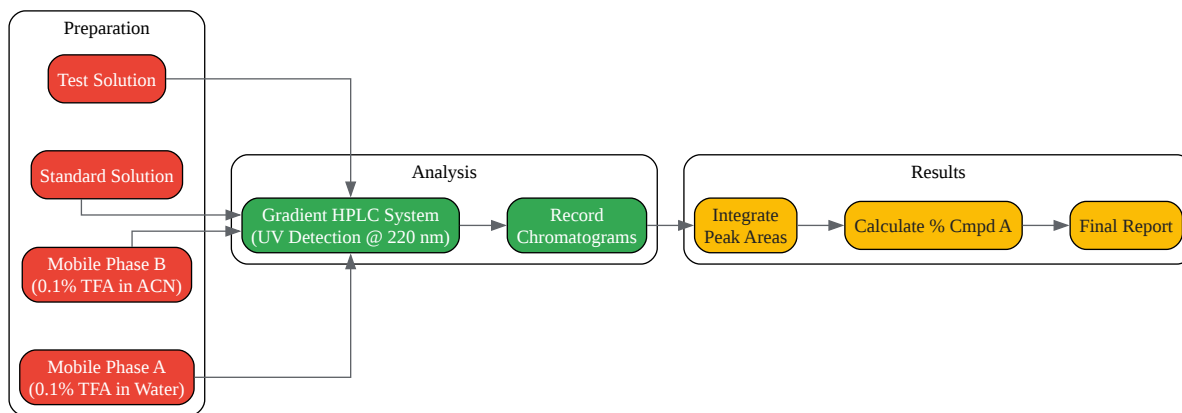 Preparation
Test Solution
Standard Solution
Mobile Phase B
(0.1% TFA in ACN)
Mobile Phase A
(0.1% TFA in Water)
Analysis
Gradient HPLC System
(UV Detection @ 220 nm)
Record
Chromatograms
Results
Integrate
Peak Areas
Calculate % Cmpd A
Final Report